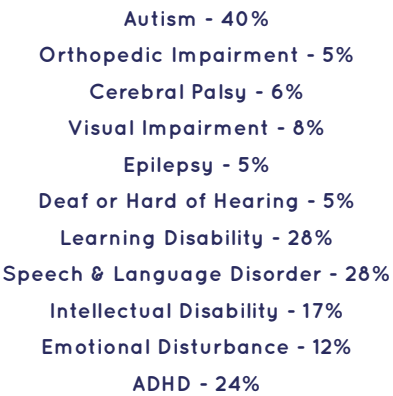 Autism - 40%
Orthopedic Impairment - 5%
Cerebral Palsy - 6%
Visual Impairment - 8%
Epilepsy - 5%
Deaf or Hard of Hearing - 5%
Learning Disability - 28%
Speech & Language Disorder - 28%
Intellectual Disability - 17%
Emotional Disturbance - 12%
ADHD - 24%